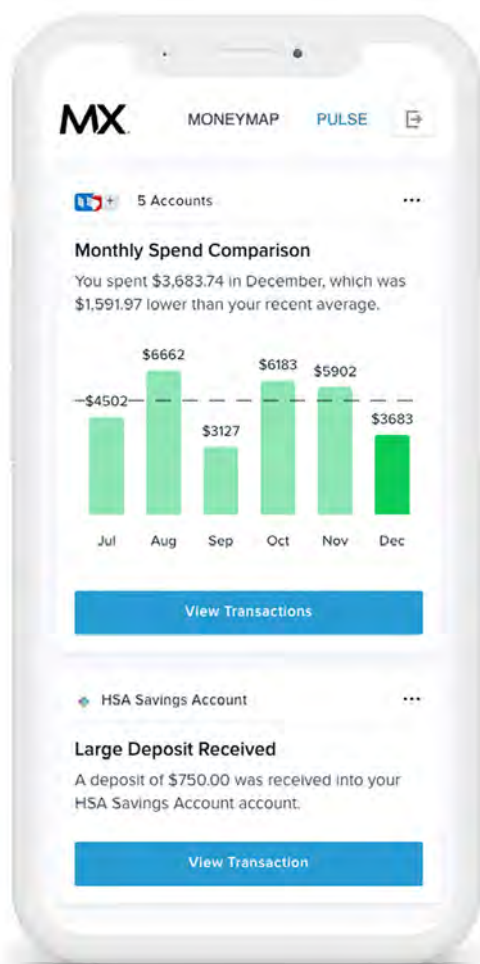 MX MONEYMAP PULSE
5 Accounts ...
Monthly Spend Comparison
You spent $3,683.74 in December, which was
$1,591.97 lower than your recent average.
$4502 $6662 $3127 $6183 $5902 $3683
Jul Aug Sep Oct Nov Dec
View Transactions
HSA Savings Account ...
Large Deposit Received
A deposit of $750.00 was received into your
HSA Savings Account account.
View Transaction